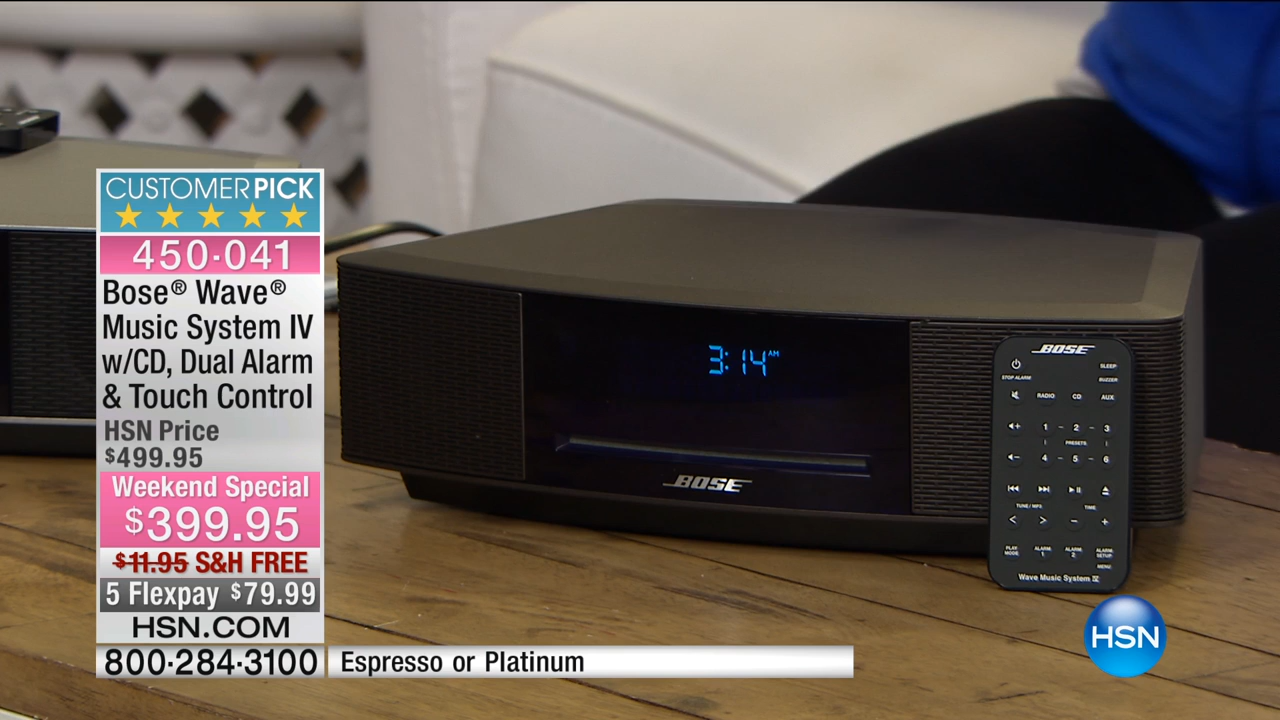 CUSTOMERPICK
450·041
Bose® Wave®
Music System IV
w/CD, Dual Alarm
& Touch Control
HSN Price
$499.95
Weekend Special
$399.95
$11.95 S&H FREE
5 Flexpay $79.99
HSN.COM
800·284·3100
Espresso or Platinum
3:14 AM
BOSE
BOSE
SLEEP
STOP ALARM
BUZZER
RADIO CD AUX
1 - 2 - 3
PRESETS
4 - 5 - 6
TUNE/MP3 TIME
< > - +
PLAY MODE ALARM 1 ALARM 2 ALARM SETUP
MENU
Wave Music System IV
HSN